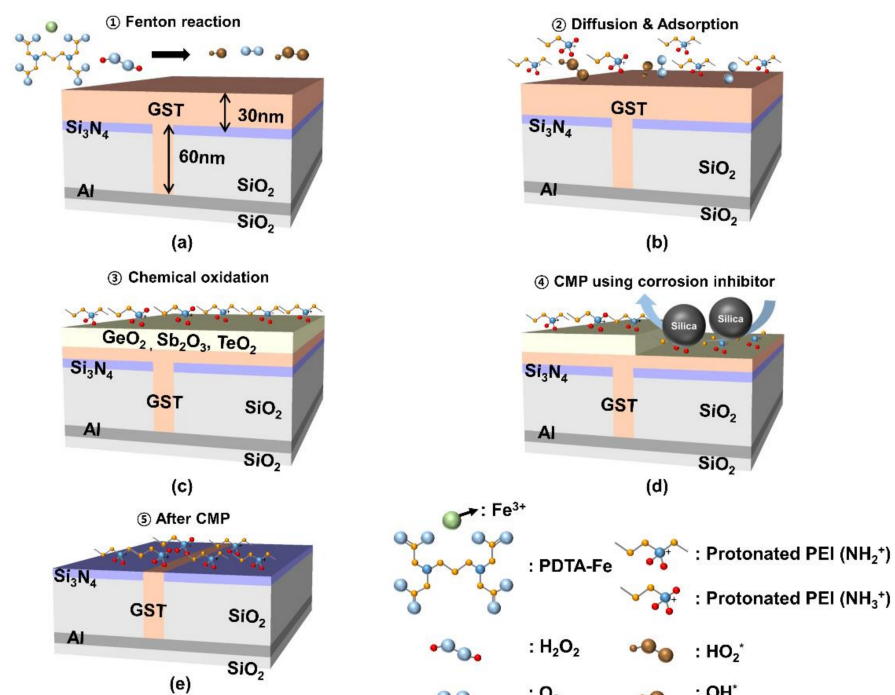 ① Fenton reaction
GST
30nm
Si3N4
60nm
SiO2
Al
SiO2
(a)
② Diffusion & Adsorption
GST
Si3N4
SiO2
Al
SiO2
(b)
③ Chemical oxidation
GeO2 , Sb2O3, TeO2
Si3N4
GST
SiO2
Al
SiO2
(c)
④ CMP using corrosion inhibitor
Silica
Silica
Si3N4
GST
SiO2
Al
SiO2
(d)
⑤ After CMP
Si3N4
GST
SiO2
Al
SiO2
(e)
: Fe3+
: PDTA-Fe
: Protonated PEI (NH2+)
: Protonated PEI (NH3+)
: H2O2
: HO2*
: O2
: OH*